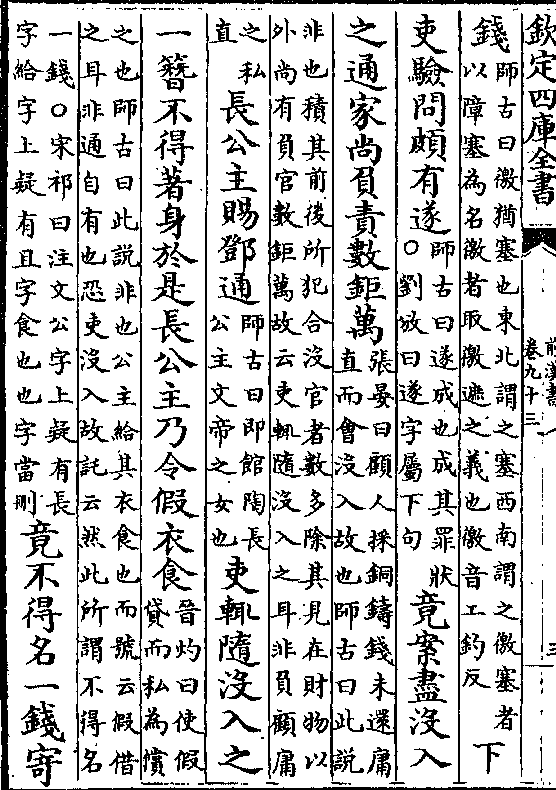 欽定四庫全書
前漢書
卷九十三
三
錢
師古曰徼猶塞也東北謂之塞西南謂之徼塞者
以障塞為名徼者取徼遮之義也徼音工釣反
下
吏驗問頗有遂
師古曰遂成也成其罪狀
○劉攽曰遂字屬下句
竟案盡沒入
之通家尚負責數鉅萬
張晏曰顧人採銅鑄錢未還庸
直而會沒入故也師古曰此說
非也積其前後所犯合沒官者數多除其見在財物以
外尚有負官數鉅萬故云吏輒隨沒入之耳非負顧庸
之私
直
長公主賜鄧通
師古曰即館陶長
公主文帝之女也
吏輒隨沒入之
一簪不得著身於是長公主乃令假衣食
晉灼曰使假
貸而私為償
之也師古曰此說非也公主給其衣食也而號云假借
之耳非通自有也恐吏沒入故託云然此所謂不得名
一錢○宋祁曰注文公字上疑有長
字給字上疑有且字食也也字當刪
竟不得名一錢寄